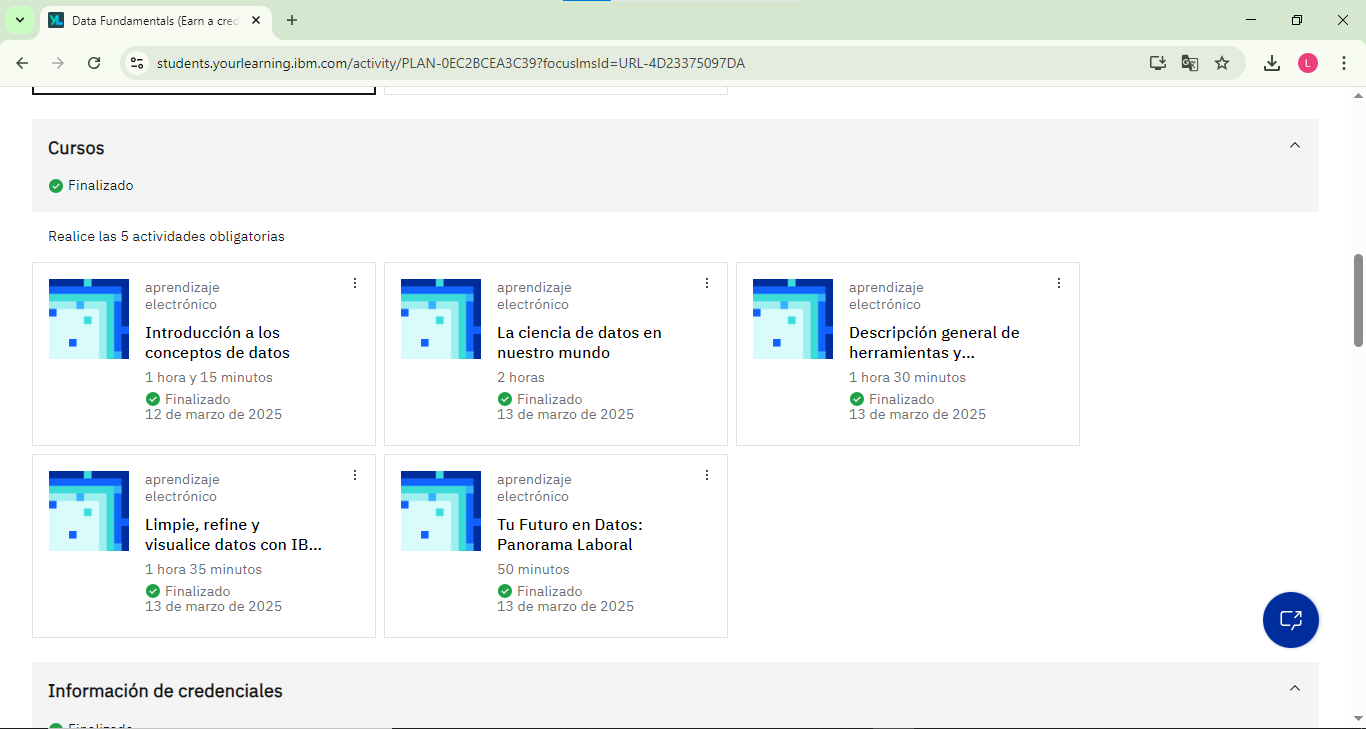 YL Data Fundamentals (Earn a cred
students.yourlearning.ibm.com/activity/PLAN-0EC2BCEA3C39?focuslmsId=URL-4D23375097DA
L
Cursos
Finalizado
Realice las 5 actividades obligatorias
aprendizaje
electrónico
Introducción a los
conceptos de datos
1 hora y 15 minutos
Finalizado
12 de marzo de 2025
aprendizaje
electrónico
La ciencia de datos en
nuestro mundo
2 horas
Finalizado
13 de marzo de 2025
aprendizaje
electrónico
Descripción general de
herramientas y...
1 hora 30 minutos
Finalizado
13 de marzo de 2025
aprendizaje
electrónico
Limpie, refine y
visualice datos con IB...
1 hora 35 minutos
Finalizado
13 de marzo de 2025
aprendizaje
electrónico
Tu Futuro en Datos:
Panorama Laboral
50 minutos
Finalizado
13 de marzo de 2025
Información de credenciales
Finalizado